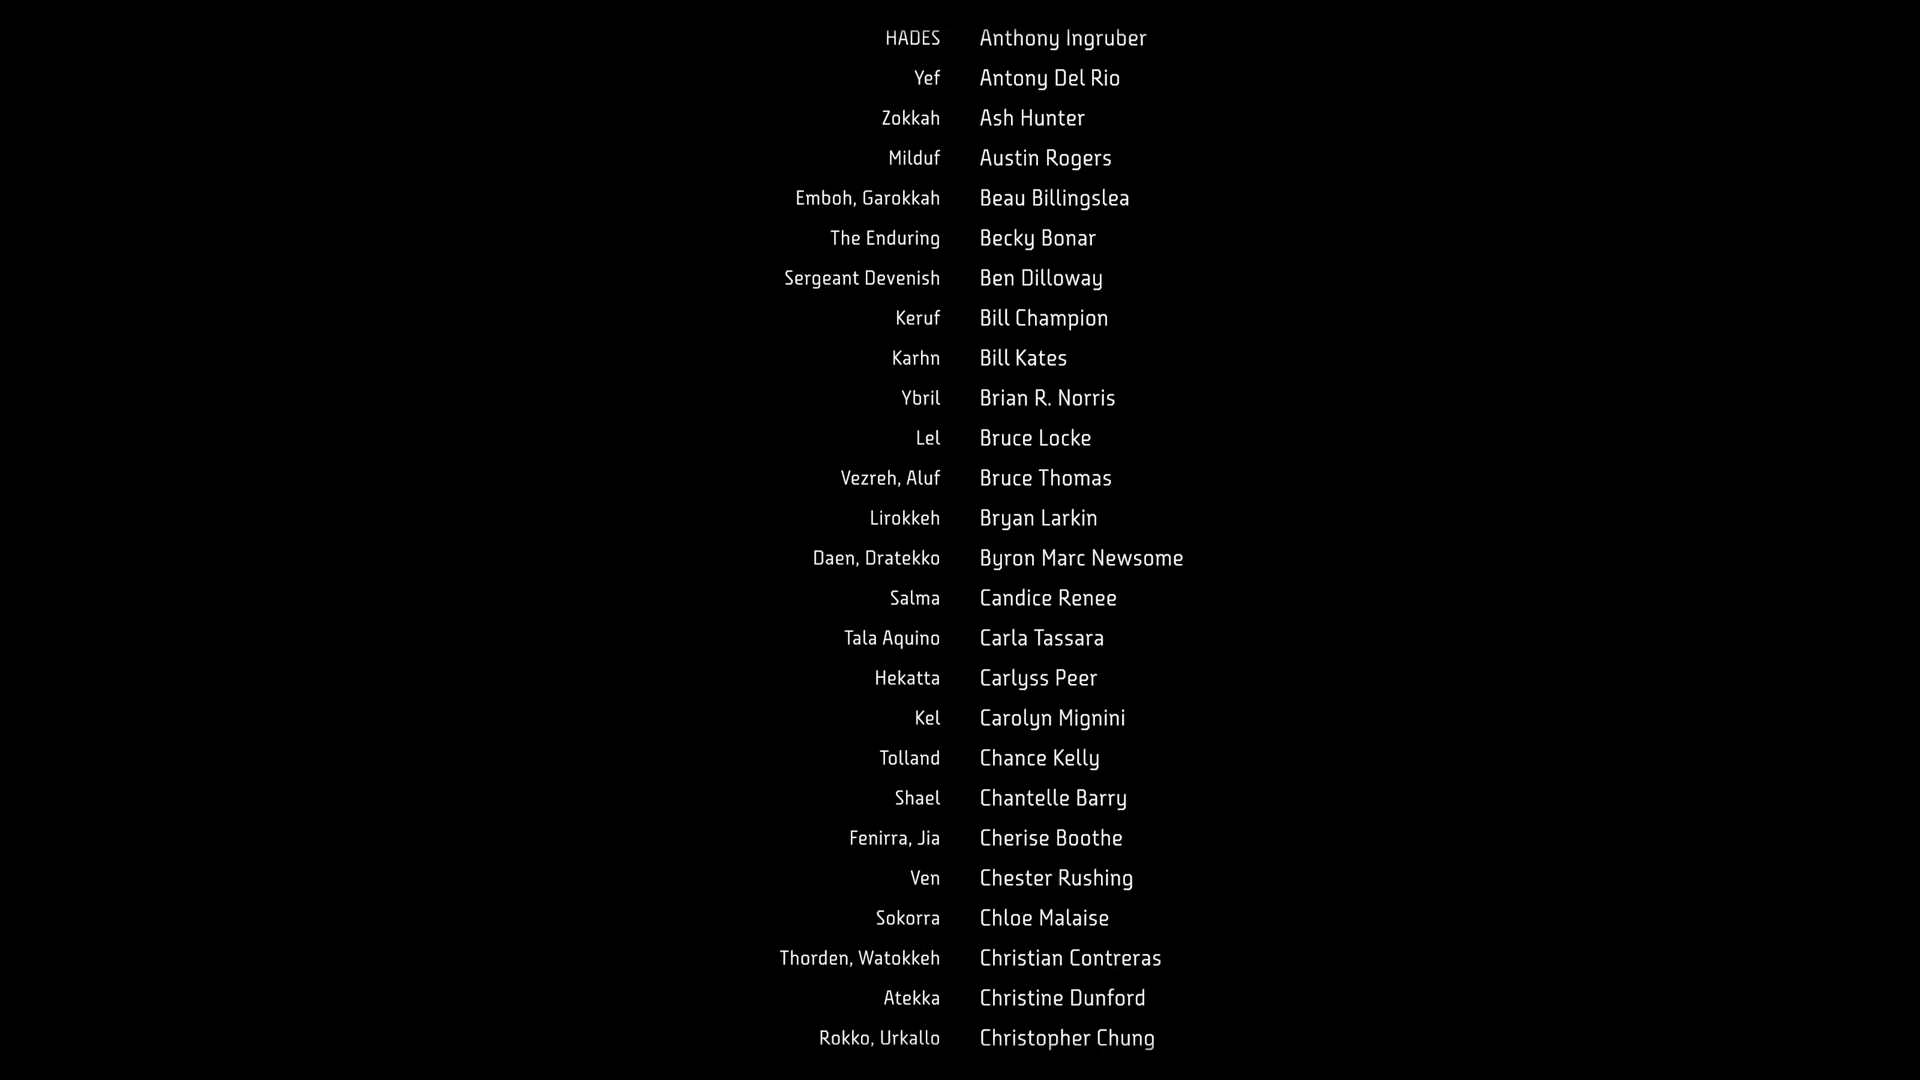 HADES Anthony Ingruber
Yef Antony Del Rio
Zokkah Ash Hunter
Milduf Austin Rogers
Emboh, Garokkah Beau Billingslea
The Enduring Becky Bonar
Sergeant Devenish Ben Dilloway
Keruf Bill Champion
Karhn Bill Kates
Ybril Brian R. Norris
Lel Bruce Locke
Vezreh, Aluf Bruce Thomas
Lirokkeh Bryan Larkin
Daen, Dratekko Byron Marc Newsome
Salma Candice Renee
Tala Aquino Carla Tassara
Hekatta Carlyss Peer
Kel Carolyn Mignini
Tolland Chance Kelly
Shael Chantelle Barry
Fenirra, Jia Cherise Boothe
Ven Chester Rushing
Sokorra Chloe Malaise
Thorden, Watokkeh Christian Contreras
Atekka Christine Dunford
Rokko, Urkallo Christopher Chung